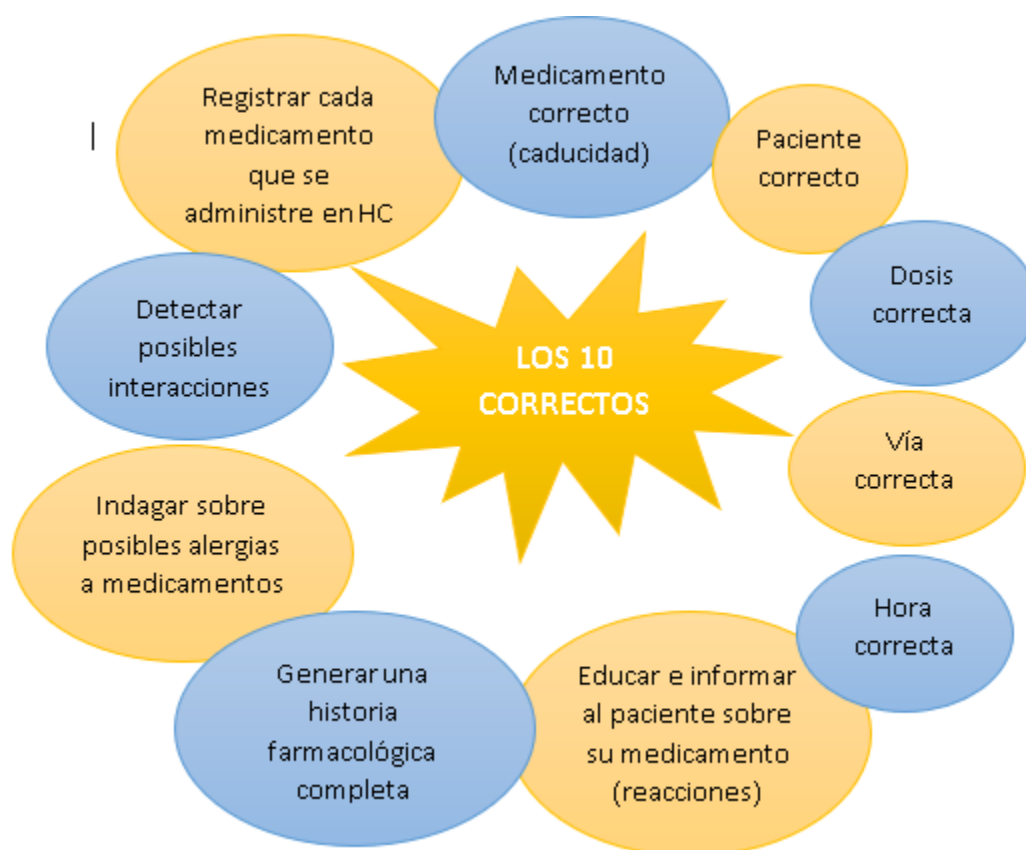 LOS 10
CORRECTOS
Medicamento
correcto
(caducidad)
Paciente
correcto
Dosis
correcta
Vía
correcta
Hora
correcta
Educar e informar
al paciente sobre
su medicamento
(reacciones)
Generar una
historia
farmacológica
completa
Indagar sobre
posibles alergias
a medicamentos
Detectar
posibles
interacciones
Registrar cada
medicamento
que se
administre en HC